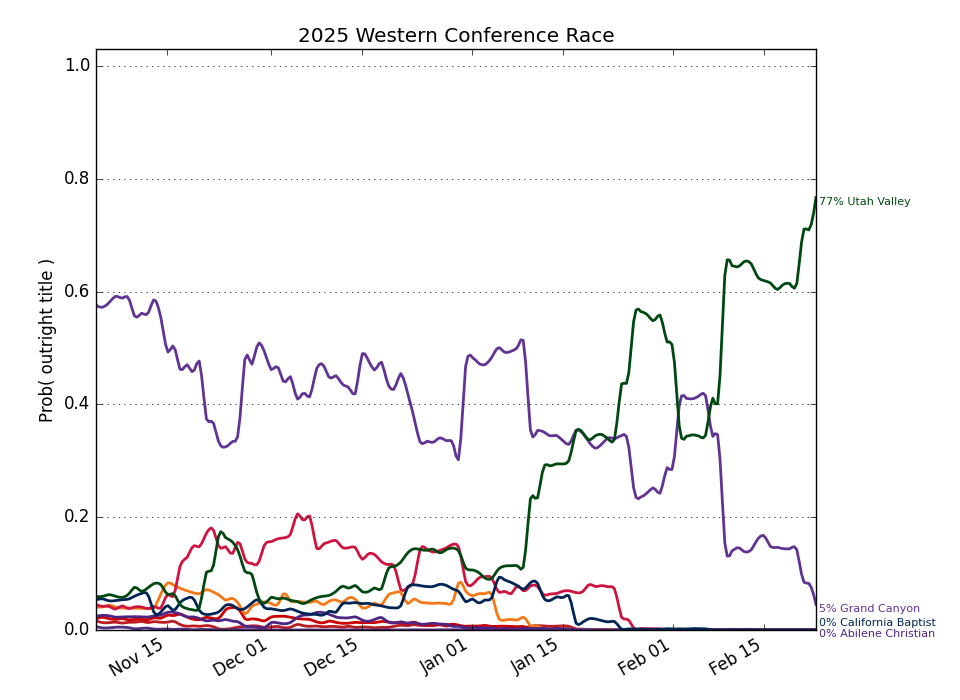 2025 Western Conference Race
Prob( outright title )
1.0
0.8
0.6
0.4
0.2
0.0
77% Utah Valley
5% Grand Canyon
0% California Baptist
0% Abilene Christian
Nov 15
Dec 01
Dec 15
Jan 01
Jan 15
Feb 01
Feb 15